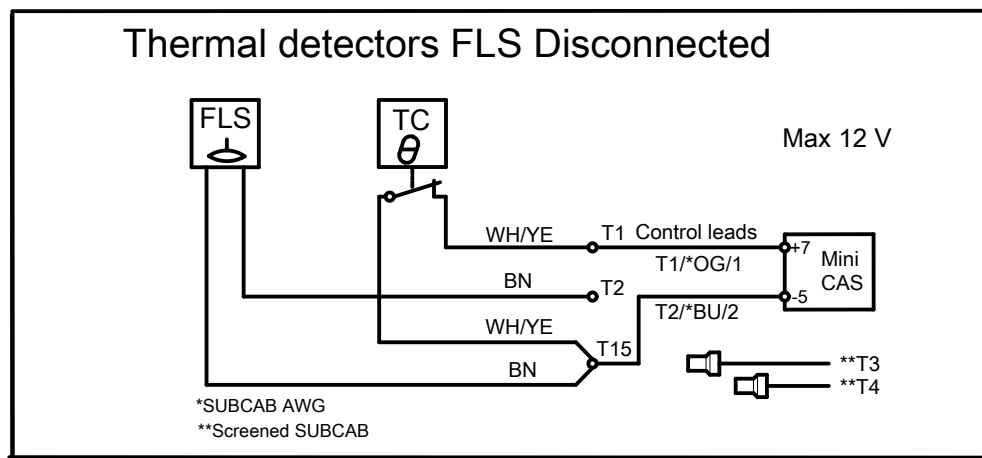 Thermal detectors FLS Disconnected
FLS
TC
Max 12 V
WH/YE
T1
Control leads
+7
Mini
CAS
T1/*OG/1
BN
T2
-5
T2/*BU/2
WH/YE
T15
BN
**T3
**T4
*SUBCAB AWG
**Screened SUBCAB